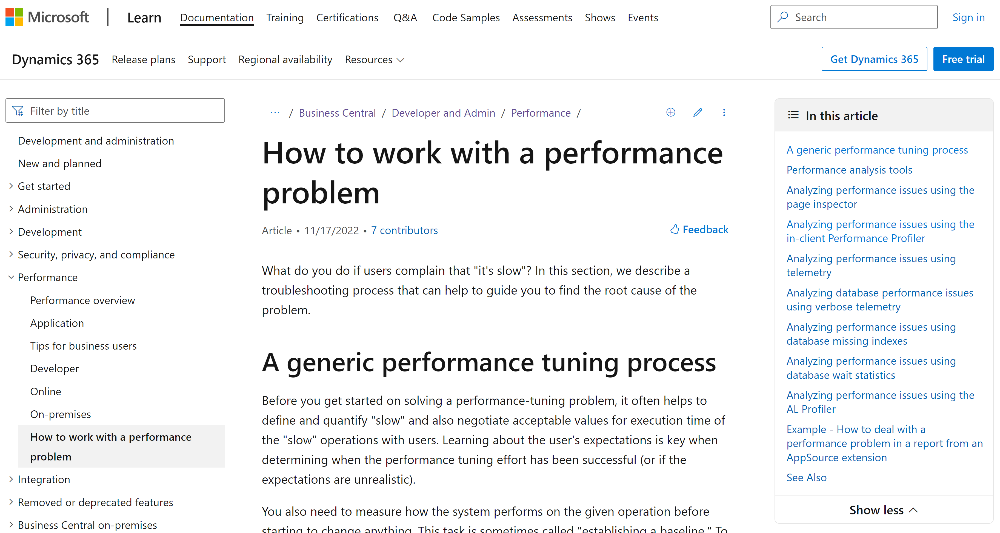 Microsoft | Learn Documentation Training Certifications Q&A Code Samples Assessments Shows Events Search Sign in
Dynamics 365 Release plans Support Regional availability Resources Get Dynamics 365 Free trial
Filter by title
Development and administration
New and planned
Get started
Administration
Development
Security, privacy, and compliance
Performance
Performance overview
Application
Tips for business users
Developer
Online
On-premises
How to work with a performance
problem
Integration
Removed or deprecated features
Business Central on-premises
··· / Business Central / Developer and Admin / Performance /
How to work with a performance
problem
Article • 11/17/2022 • 7 contributors
Feedback
What do you do if users complain that "it's slow"? In this section, we describe a
troubleshooting process that can help to guide you to find the root cause of the
problem.
A generic performance tuning process
Before you get started on solving a performance-tuning problem, it often helps to
define and quantify "slow" and also negotiate acceptable values for execution time of
the "slow" operations with users. Learning about the user's expectations is key when
determining when the performance tuning effort has been successful (or if the
expectations are unrealistic).
You also need to measure how the system performs on the given operation before
starting to change anything. This task is sometimes called "establishing a baseline." To
In this article
A generic performance tuning process
Performance analysis tools
Analyzing performance issues using the
page inspector
Analyzing performance issues using the
in-client Performance Profiler
Analyzing performance issues using
telemetry
Analyzing database performance issues
using verbose telemetry
Analyzing performance issues using
database missing indexes
Analyzing performance issues using
database wait statistics
Analyzing performance issues using the
AL Profiler
Example - How to deal with a
performance problem in a report from an
AppSource extension
See Also
Show less